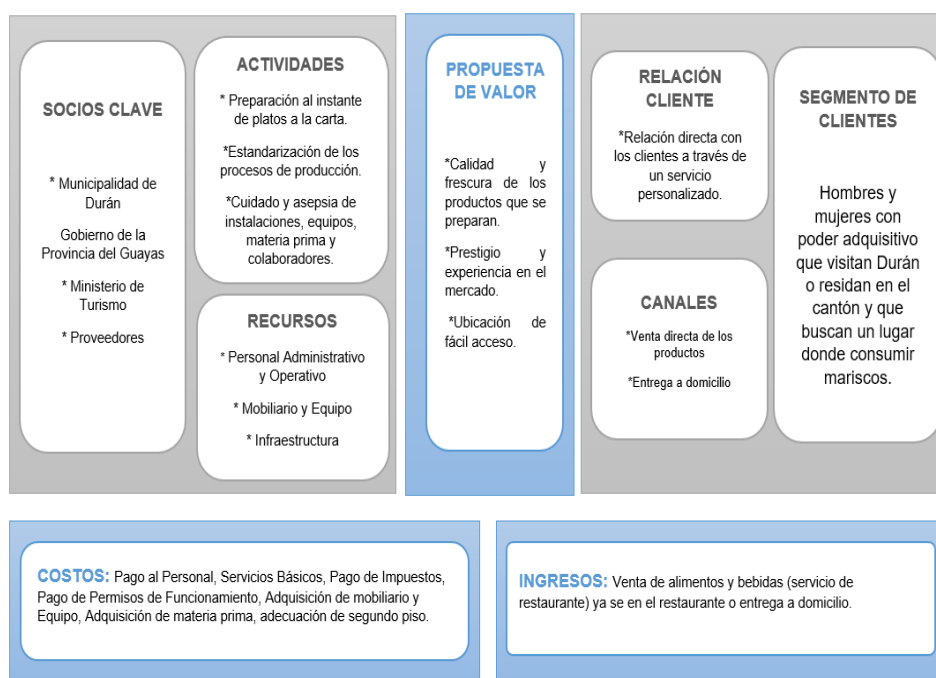 SOCIOS CLAVE
* Municipalidad de
Durán
Gobierno de la
Provincia del Guayas
* Ministerio de
Turismo
* Proveedores
ACTIVIDADES
* Preparación al instante
de platos a la carta.
*Estandarización de los
procesos de producción.
*Cuidado y asepsia de
instalaciones, equipos,
materia prima y
colaboradores.
RECURSOS
* Personal Administrativo
y Operativo
* Mobiliario y Equipo
* Infraestructura
PROPUESTA
DE VALOR
*Calidad y
frescura de los
productos que se
preparan.
*Prestigio y
experiencia en el
mercado.
*Ubicación de
fácil acceso.
RELACIÓN
CLIENTE
*Relación directa con
los clientes a través de
un servicio
personalizado.
CANALES
*Venta directa de los
productos
*Entrega a domicilio
SEGMENTO DE
CLIENTES
Hombres y
mujeres con
poder adquisitivo
que visitan Durán
o residan en el
cantón y que
buscan un lugar
donde consumir
mariscos.
COSTOS: Pago al Personal, Servicios Básicos, Pago de Impuestos,
Pago de Permisos de Funcionamiento, Adquisición de mobiliario y
Equipo, Adquisición de materia prima, adecuación de segundo piso.
INGRESOS: Venta de alimentos y bebidas (servicio de
restaurante) ya se en el restaurante o entrega a domicilio.